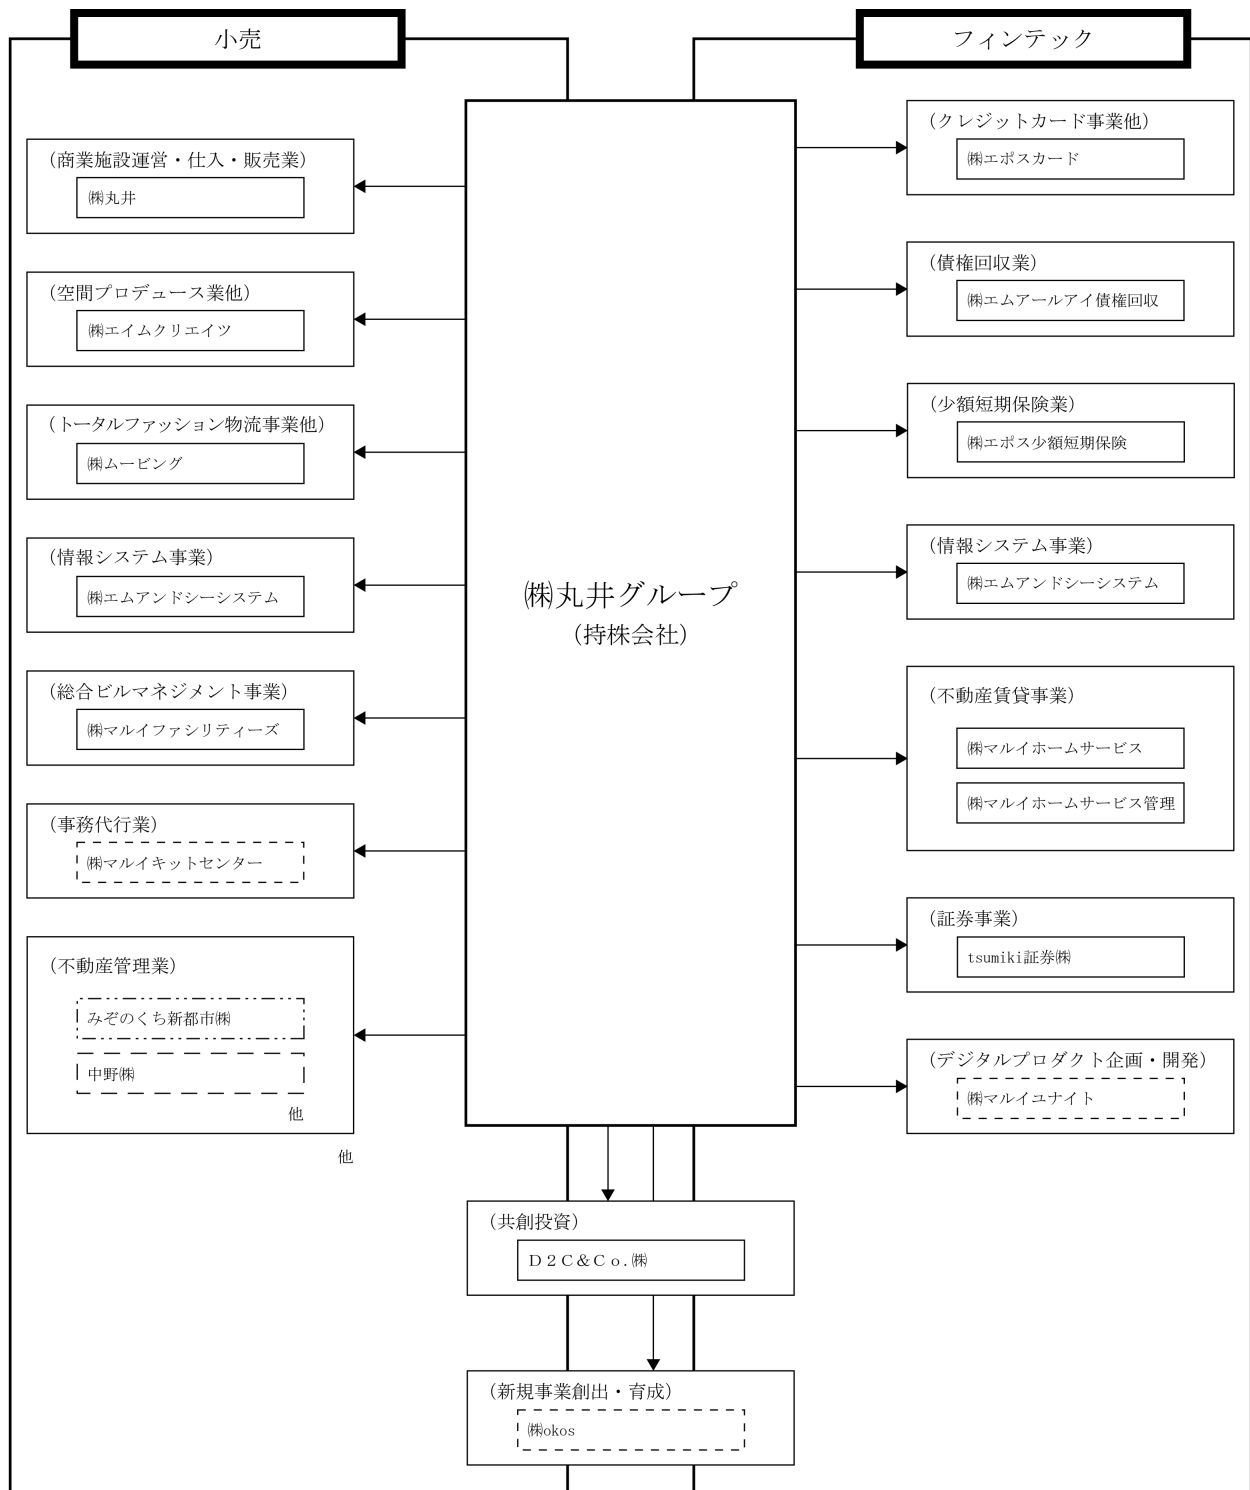 小売
(商業施設運営・仕入・販売業)
㈱丸井
(空間プロデュース業他)
㈱エイムクリエイツ
(トータルファッション物流事業他)
㈱ムービング
(情報システム事業)
㈱エムアンドシーシステム
(総合ビルマネジメント事業)
㈱マルイファシリティーズ
(事務代行業)
㈱マルイキットセンター
(不動産管理業)
みぞのくち新都市㈱
中野㈱
他
他
㈱丸井グループ
(持株会社)
フィンテック
(クレジットカード事業他)
㈱エポスカード
(債権回収業)
㈱エムアールアイ債権回収
(少額短期保険業)
㈱エポス少額短期保険
(情報システム事業)
㈱エムアンドシーシステム
(不動産賃貸事業)
㈱マルイホームサービス
㈱マルイホームサービス管理
(証券事業)
tsumiki証券㈱
(デジタルプロダクト企画・開発)
㈱マルイユナイト
(共創投資)
D2C&Co.㈱
(新規事業創出・育成)
㈱okos